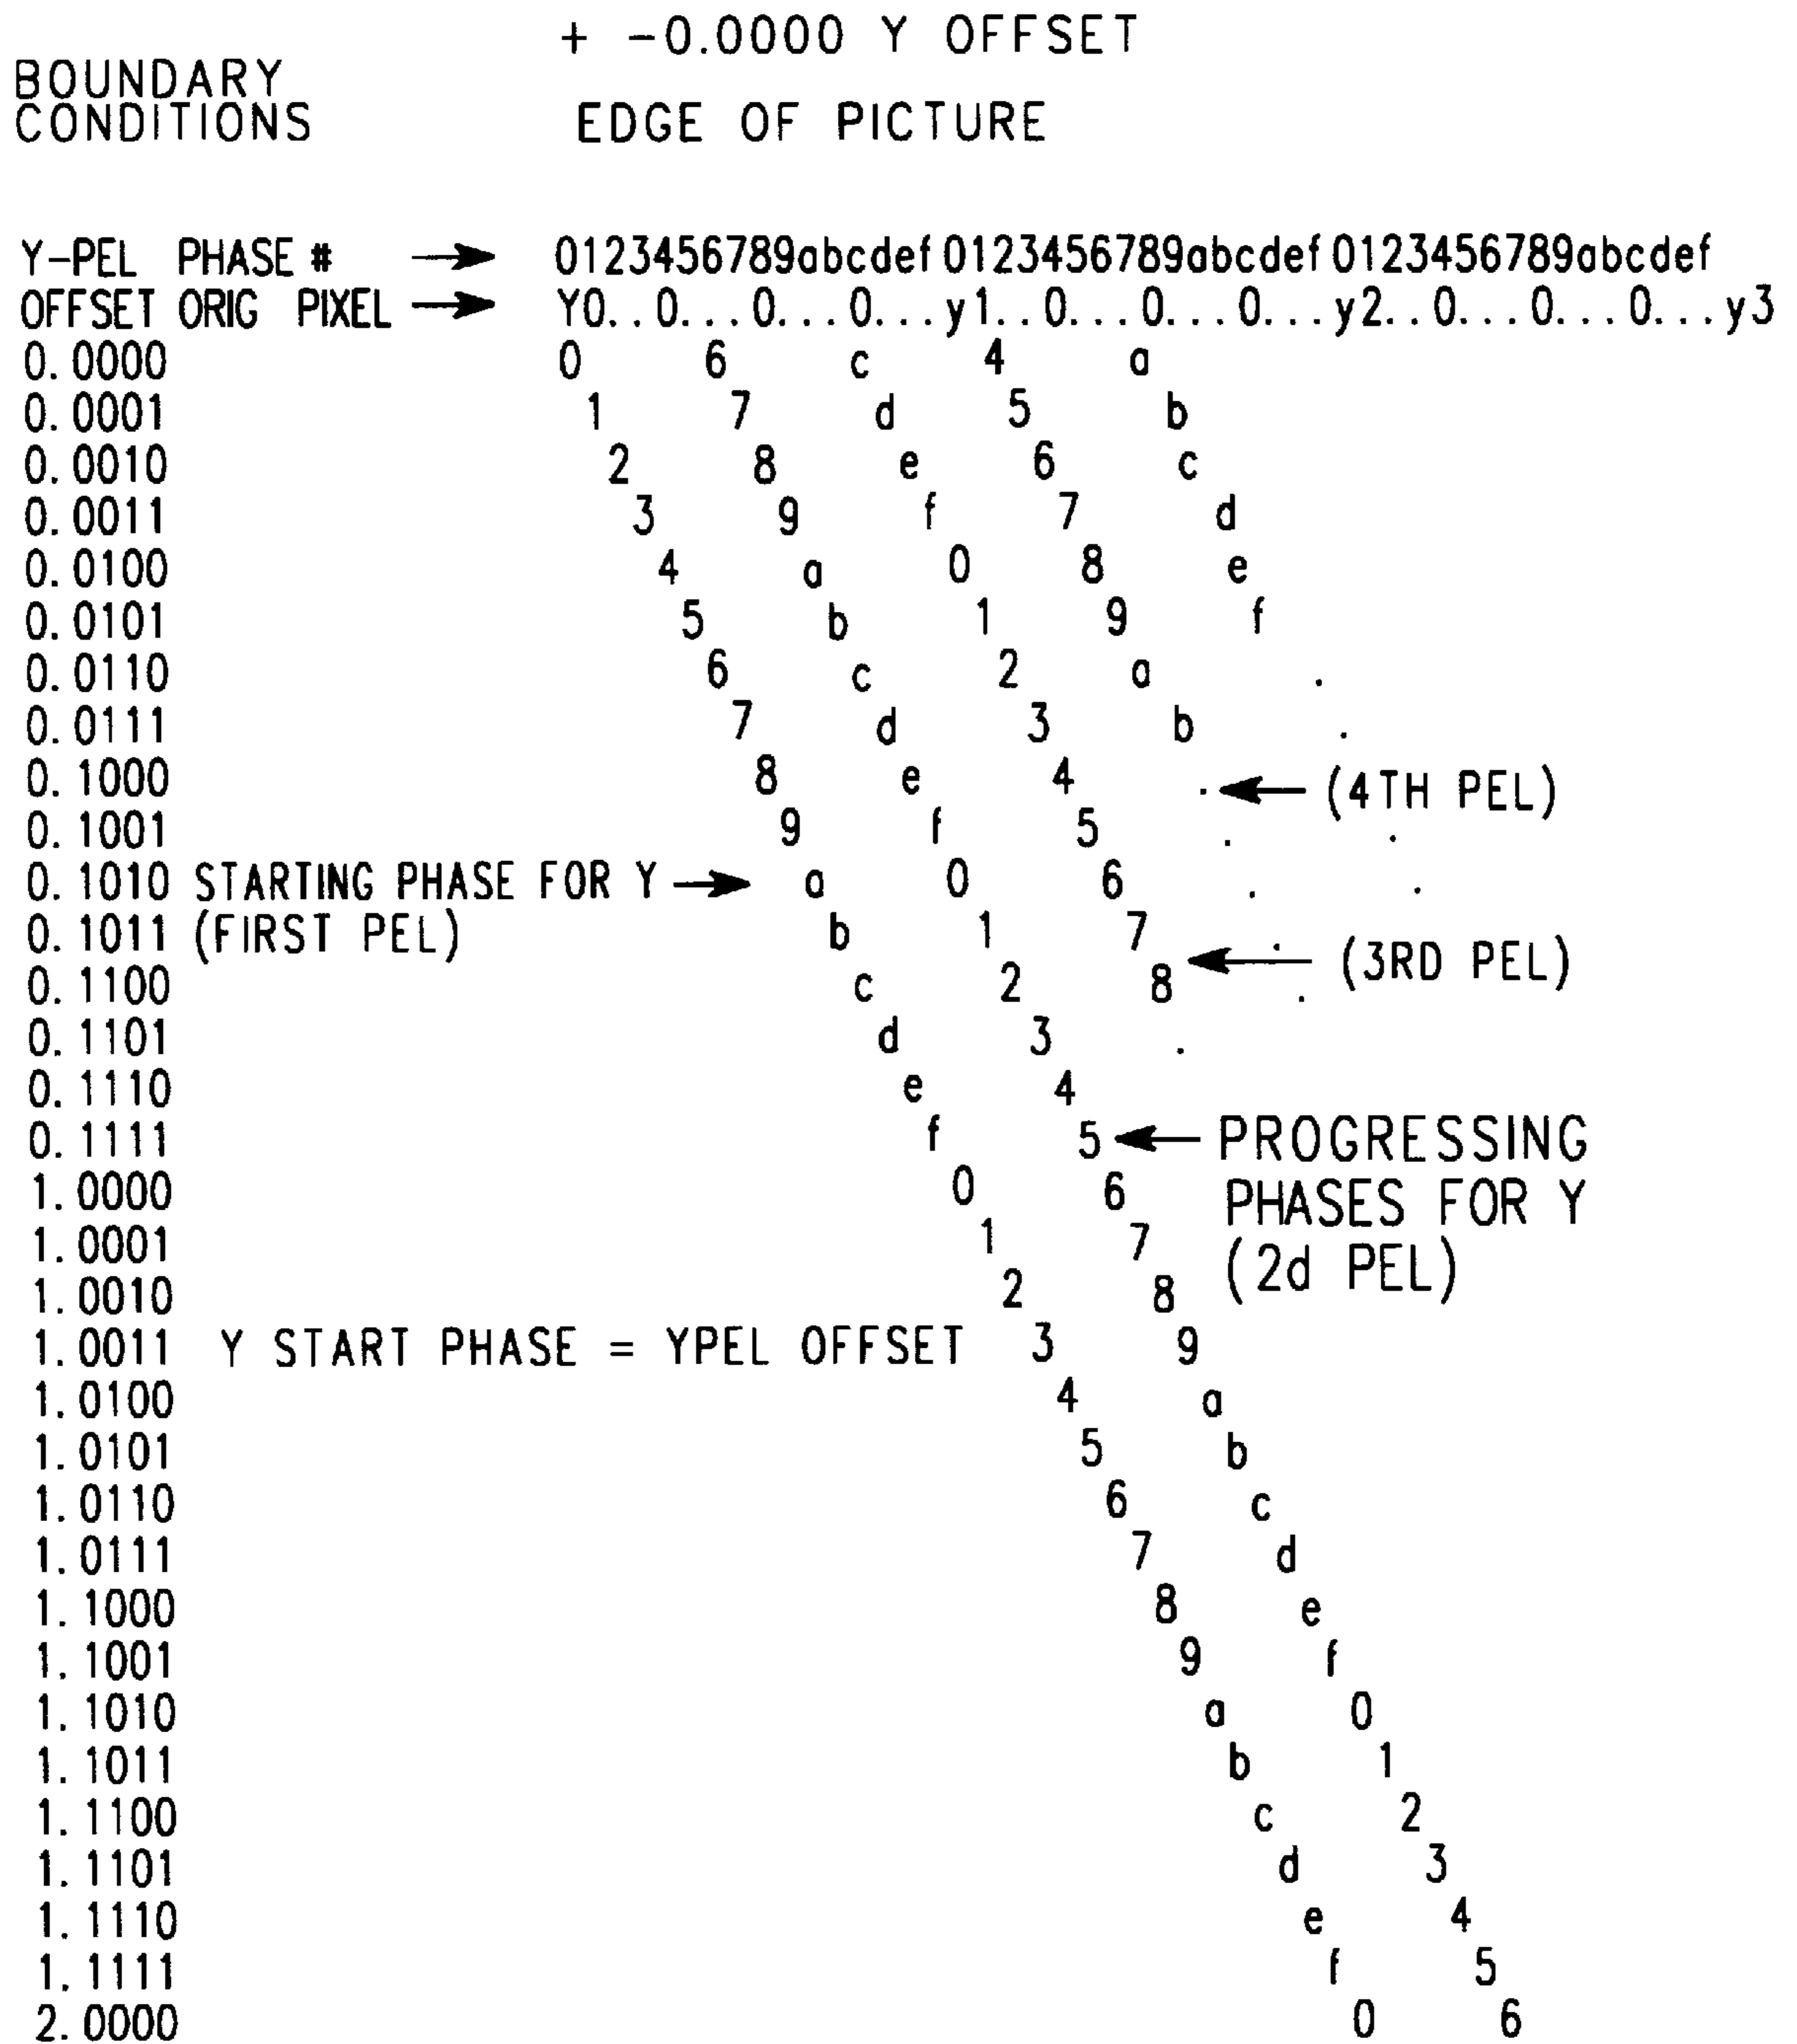 + -0.0000 Y OFFSET
BOUNDARY
CONDITIONS EDGE OF PICTURE
Y-PEL PHASE # → 0123456789abcdef 0123456789abcdef 0123456789abcdef
OFFSET ORIG PIXEL → Y0..0...0...0...y1..0...0...0...y2..0...0...0...y3
0.0000 0 6 c 4 a
0.0001 1 7 d 5 b
0.0010 2 8 e 6 c
0.0011 3 9 f 7 d
0.0100 4 a 0 8 e
0.0101 5 b 1 9 f
0.0110 6 c 2 a .
0.0111 7 d 3 b .
0.1000 8 e 4 . ← (4TH PEL)
0.1001 9 f 5 . .
0.1010 STARTING PHASE FOR Y → a 0 6 . .
0.1011 (FIRST PEL) b 1 7 .
← (3RD PEL)
0.1100 c 2 8 .
0.1101 d 3 .
0.1110 e 4
0.1111 f 5 ← PROGRESSING
1.0000 0 6 PHASES FOR Y
1.0001 1 7 (2d PEL)
1.0010 2 8
1.0011 Y START PHASE = YPEL OFFSET 3 9
1.0100 4 a
1.0101 5 b
1.0110 6 c
1.0111 7 d
1.1000 8 e
1.1001 9 f
1.1010 a 0
1.1011 b 1
1.1100 c 2
1.1101 d 3
1.1110 e 4
1.1111 f 5
2.0000 0 6